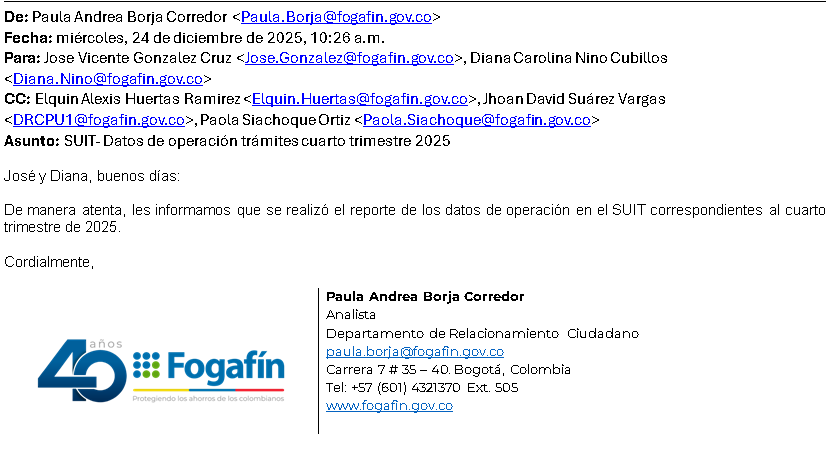 De: Paula Andrea Borja Corredor <Paula.Borja@fogafin.gov.co>
Fecha: miércoles, 24 de diciembre de 2025, 10:26 a.m.
Para: Jose Vicente Gonzalez Cruz <Jose.Gonzalez@fogafin.gov.co>, Diana Carolina Nino Cubillos
<Diana.Nino@fogafin.gov.co>
CC: Elquin Alexis Huertas Ramirez <Elquin.Huertas@fogafin.gov.co>, Jhoan David Suárez Vargas
<DRCPU1@fogafin.gov.co>, Paola Siachoque Ortiz <Paola.Siachoque@fogafin.gov.co>
Asunto: SUIT- Datos de operación trámites cuarto trimestre 2025
José y Diana, buenos días:
De manera atenta, les informamos que se realizó el reporte de los datos de operación en el SUIT correspondientes al cuarto
trimestre de 2025.
Cordialmente,
40 años
Fogafín
Protegiendo los ahorros de los colombianos
Paula Andrea Borja Corredor
Analista
Departamento de Relacionamiento Ciudadano
paula.borja@fogafin.gov.co
Carrera 7 # 35 – 40. Bogotá, Colombia
Tel: +57 (601) 4321370 Ext. 505
www.fogafin.gov.co